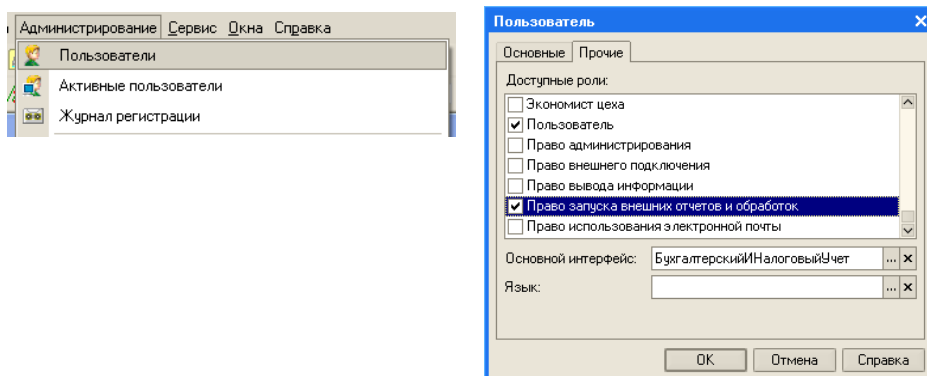 Администрирование Сервис Окна Справка
Пользователи
Активные пользователи
Журнал регистрации
Пользователь
Основные Прочие
Доступные роли:
Экономист цеха
Пользователь
Право администрирования
Право внешнего подключения
Право вывода информации
Право запуска внешних отчетов и обработок
Право использования электронной почты
Основной интерфейс: БухгалтерскийИНалоговыйУчет ...
Язык: ...
OK Отмена Справка